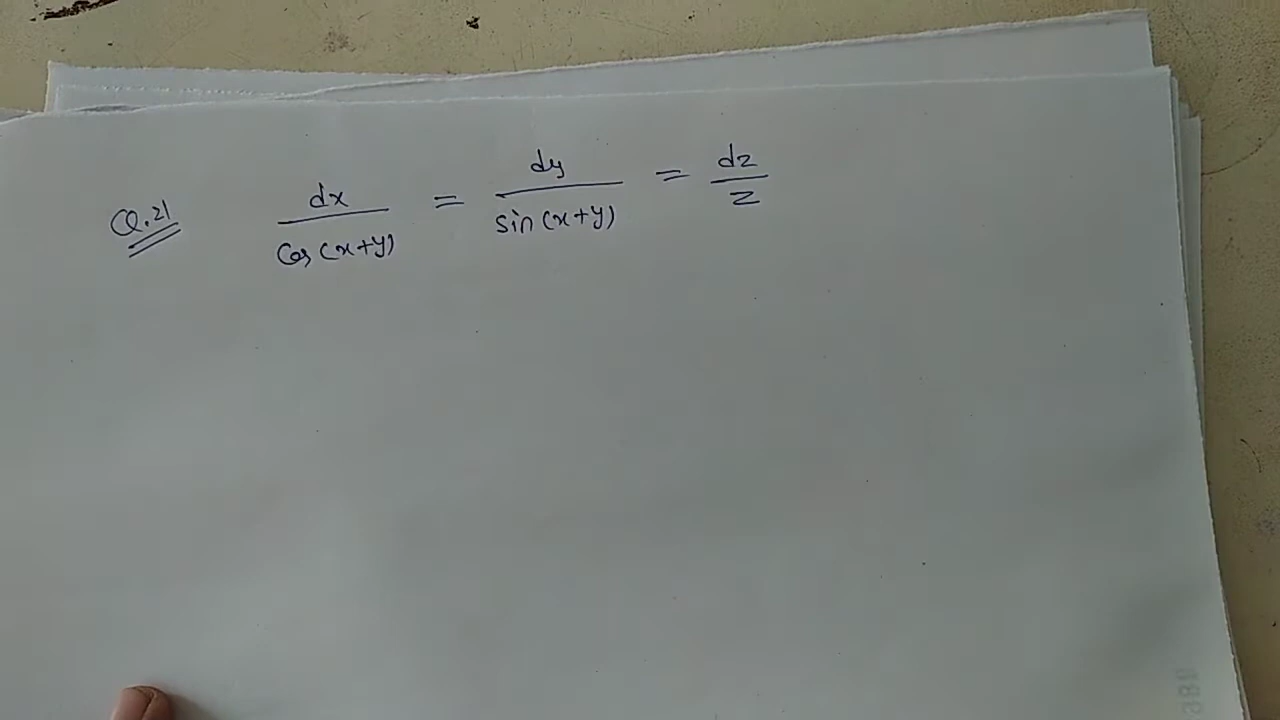 Q.21 dx/cos(x+y) = dy/sin(x+y) = dz/z